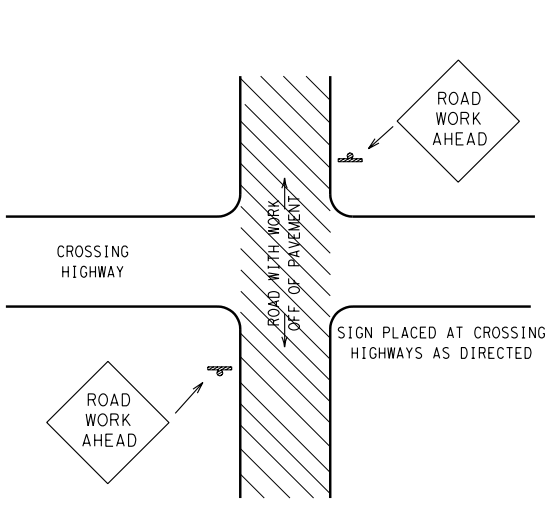 ROAD
WORK
AHEAD
CROSSING
HIGHWAY
ROAD WITH WORK
OFF OF PAVEMENT
SIGN PLACED AT CROSSING
HIGHWAYS AS DIRECTED
ROAD
WORK
AHEAD